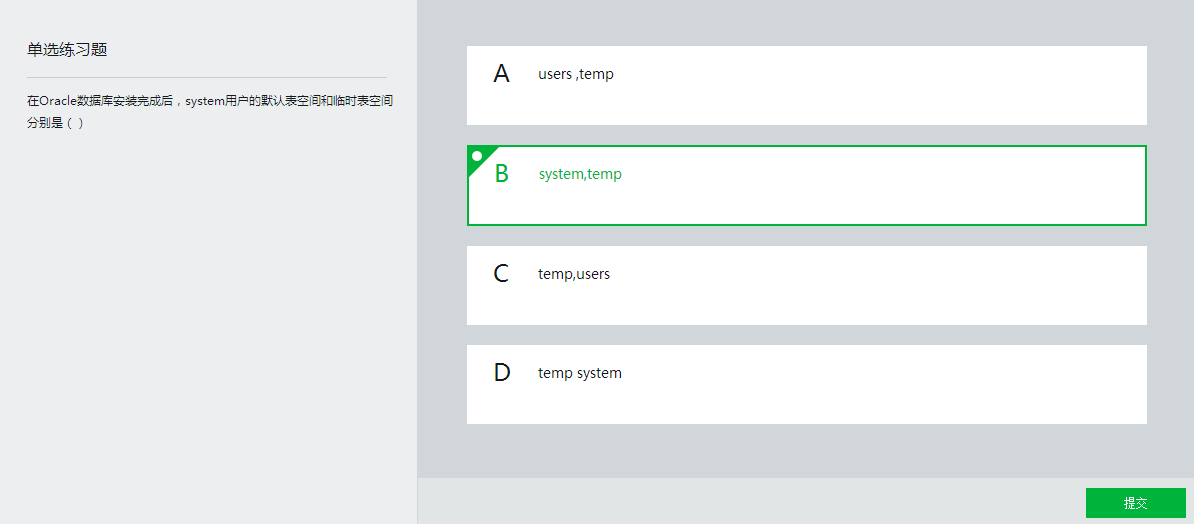 单选练习题
在Oracle数据库安装完成后，system用户的默认表空间和临时表空间
分别是（ ）
A users ,temp
B system,temp
C temp,users
D temp system
提交